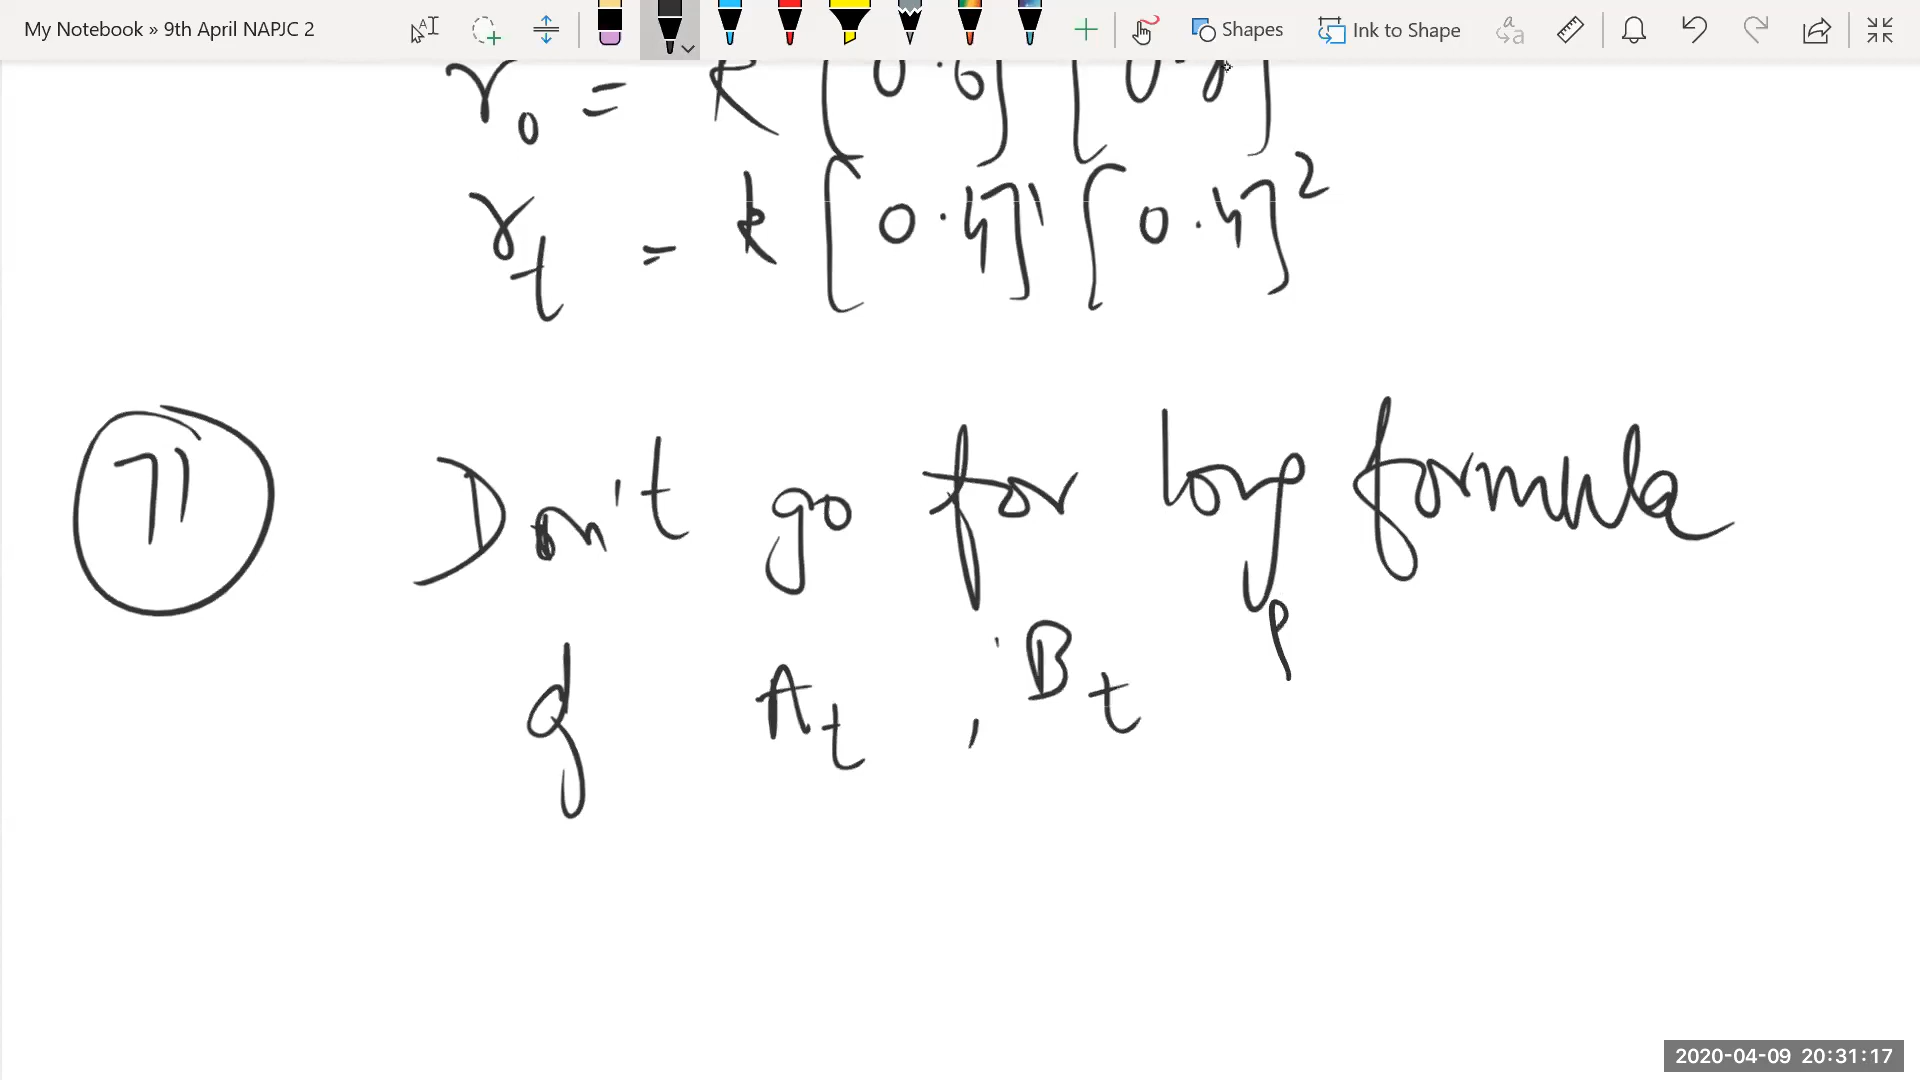 My Notebook » 9th April NAPJC 2
Shapes
Ink to Shape
r₀ = k [0.6] [0.8]
rt = k [0.4]¹ [0.4]²
71 Don't go for long formula
of At , Bt
2020-04-09 20:31:17